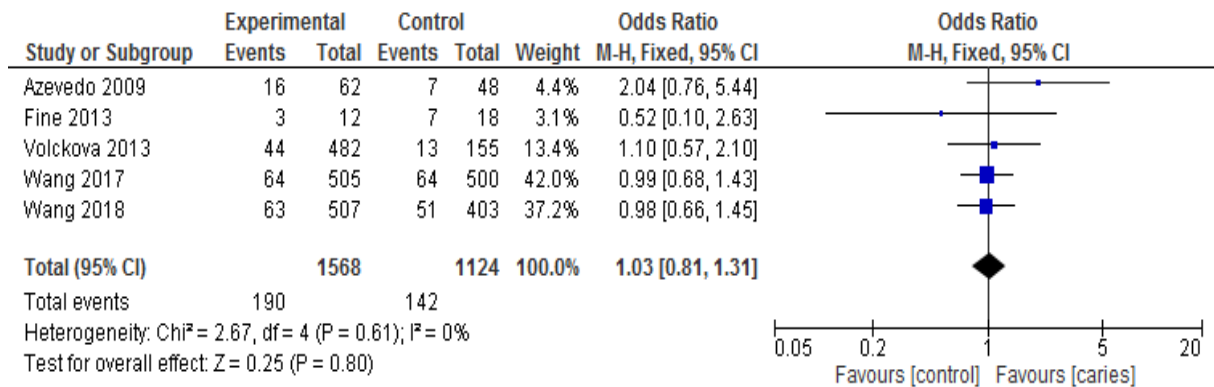 Experimental Control Odds Ratio Odds Ratio
Study or Subgroup Events Total Events Total Weight M-H, Fixed, 95% CI M-H, Fixed, 95% CI
Azevedo 2009 16 62 7 48 4.4% 2.04 [0.76, 5.44]
Fine 2013 3 12 7 18 3.1% 0.52 [0.10, 2.63]
Volckova 2013 44 482 13 155 13.4% 1.10 [0.57, 2.10]
Wang 2017 64 505 64 500 42.0% 0.99 [0.68, 1.43]
Wang 2018 63 507 51 403 37.2% 0.98 [0.66, 1.45]
Total (95% CI) 1568 1124 100.0% 1.03 [0.81, 1.31]
Total events 190 142
Heterogeneity: Chi² = 2.67, df = 4 (P = 0.61); I² = 0%
Test for overall effect: Z = 0.25 (P = 0.80)
0.05 0.2 1 5 20
Favours [control] Favours [caries]